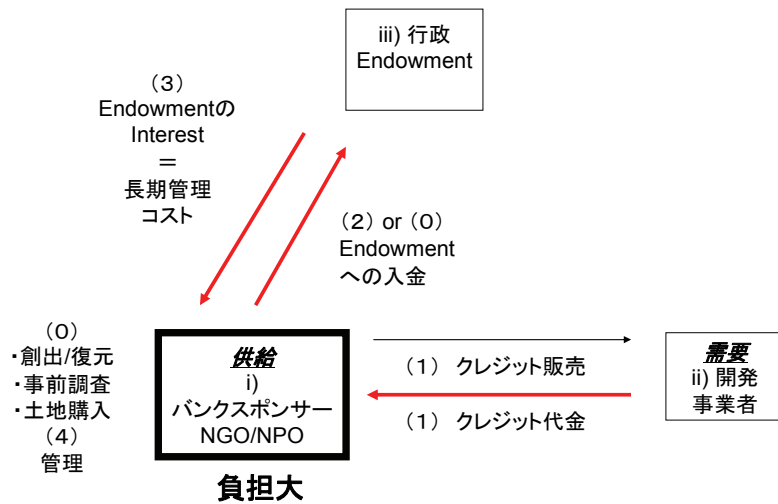 iii) 行政
Endowment
（3）
Endowmentの
Interest
＝
長期管理
コスト
（2） or （0）
Endowment
への入金
（0）
・創出/復元
・事前調査
・土地購入
（4）
管理
供給
i)
バンクスポンサー
NGO/NPO
負担大
（1） クレジット販売
（1） クレジット代金
需要
ii) 開発
事業者